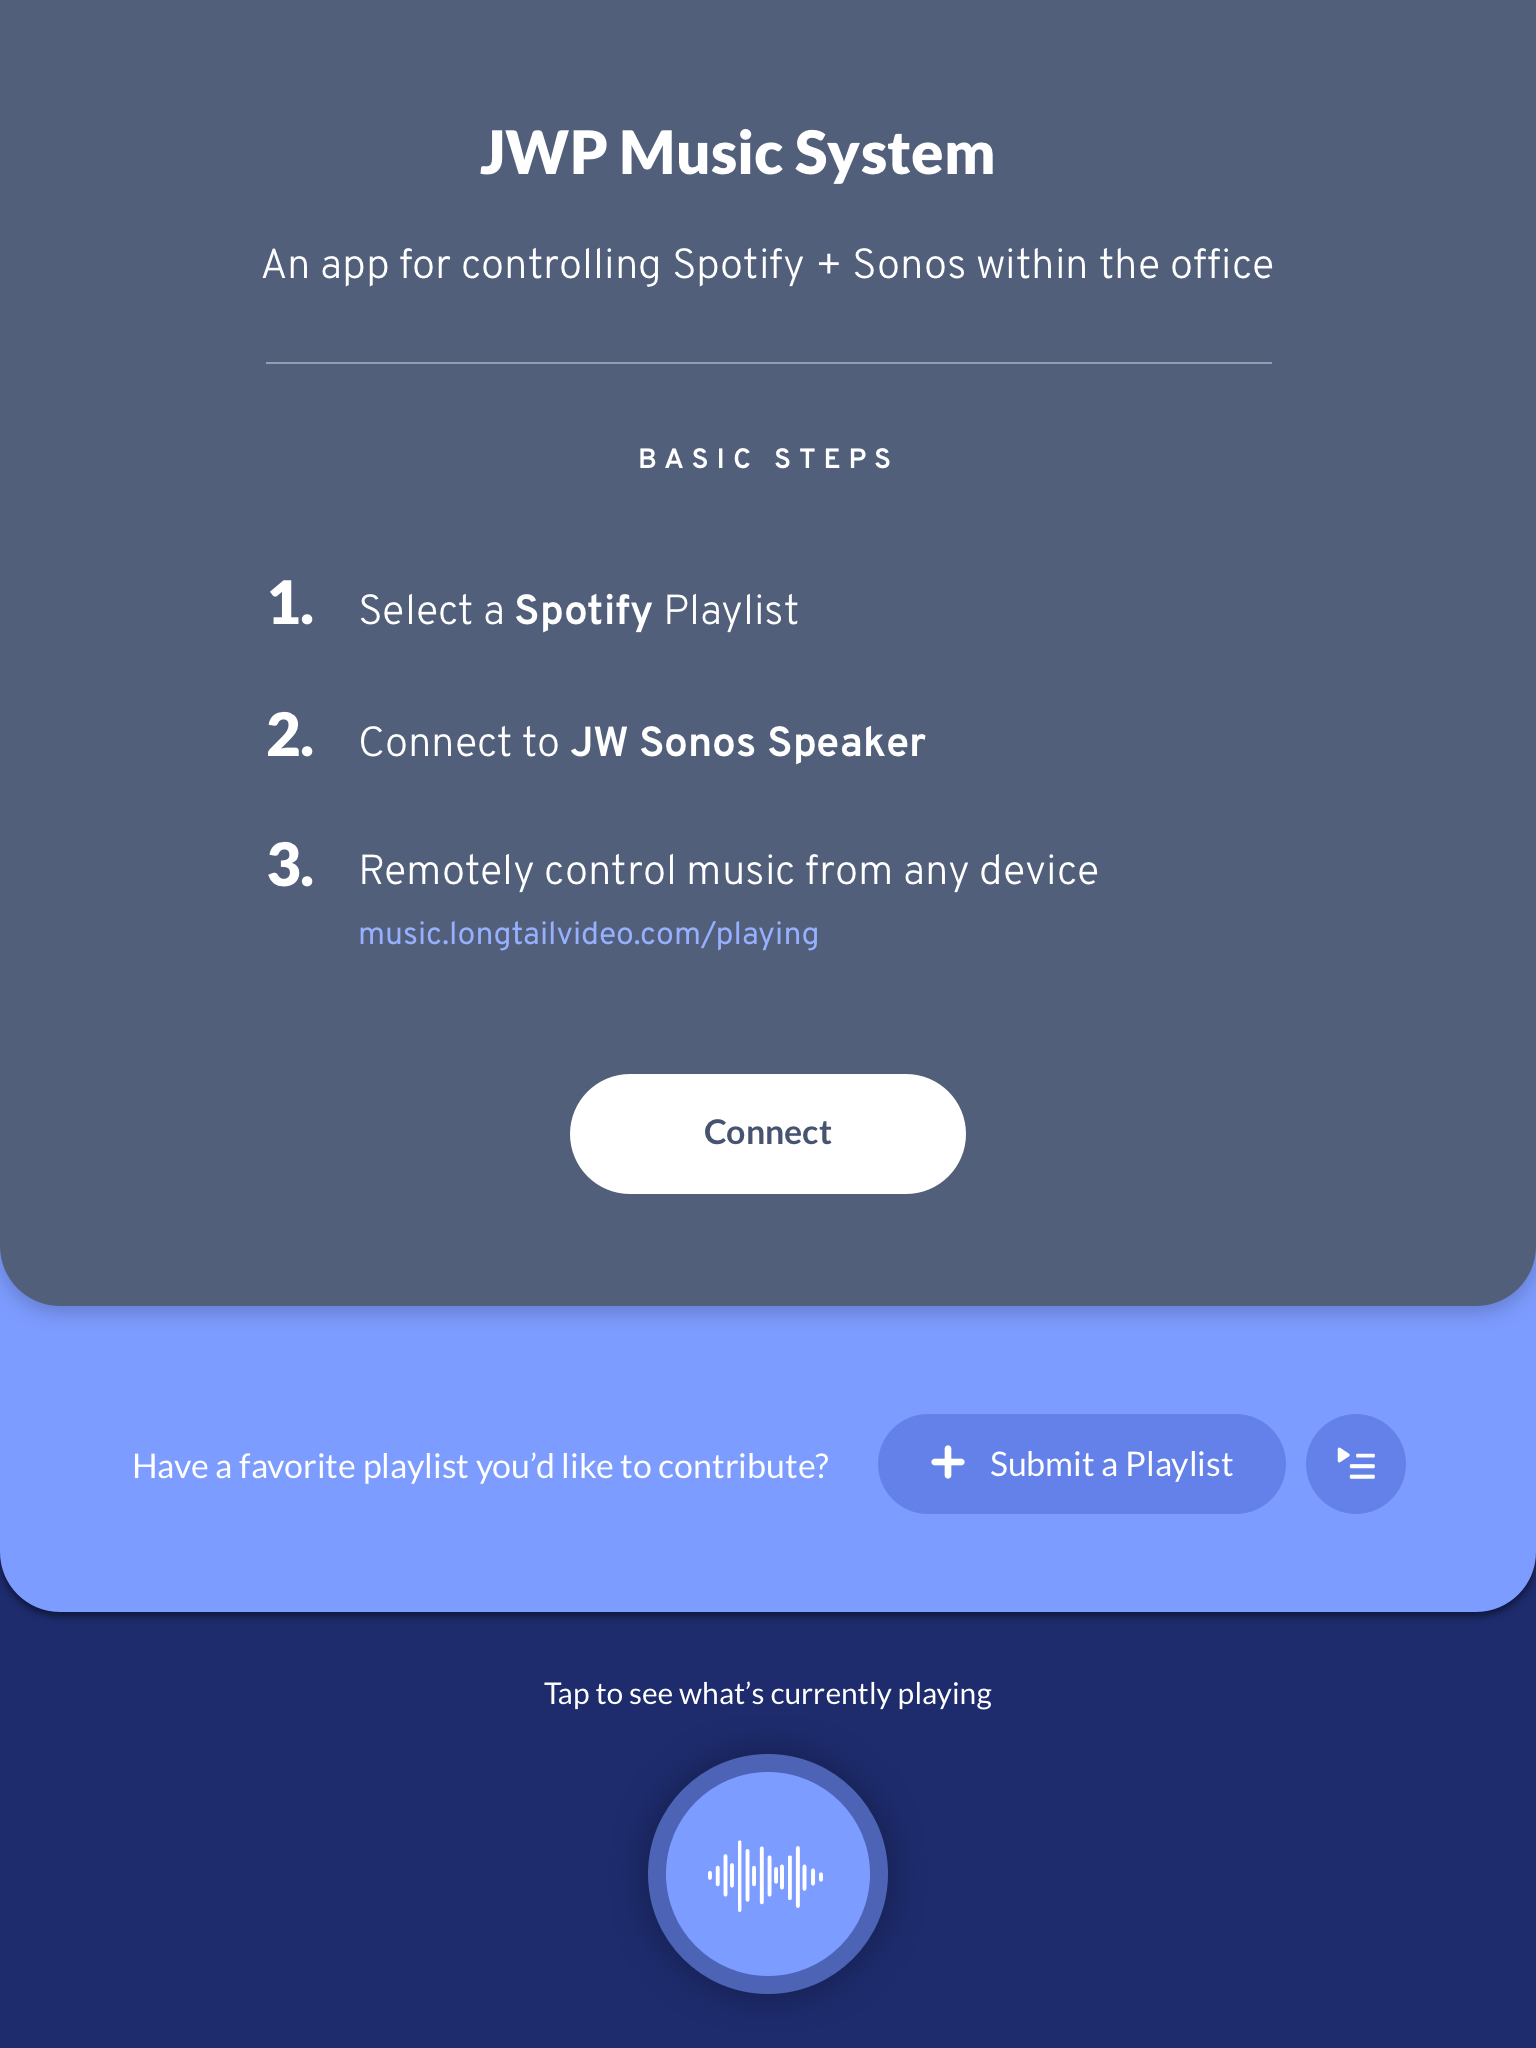 JWP Music System
An app for controlling Spotify + Sonos within the office
BASIC STEPS
1. Select a Spotify Playlist
2. Connect to JW Sonos Speaker
3. Remotely control music from any device
music.longtailvideo.com/playing
Connect
Have a favorite playlist you’d like to contribute? + Submit a Playlist
Tap to see what’s currently playing